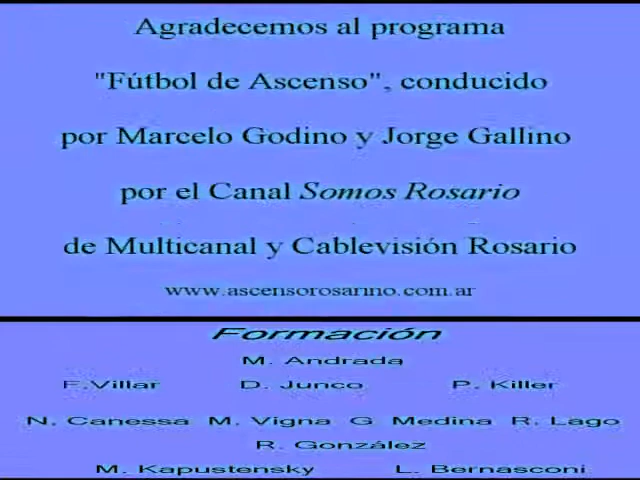 Agradecemos al programa
"Fútbol de Ascenso", conducido
por Marcelo Godino y Jorge Gallino
por el Canal Somos Rosario
de Multicanal y Cablevisión Rosario
www.ascensorosarino.com.ar
Formación
M. Andrada
F.Villar D. Junco P. Killer
N. Canessa M. Vigna G Medina R. Lago
R. González
M. Kapustensky L. Bernasconi